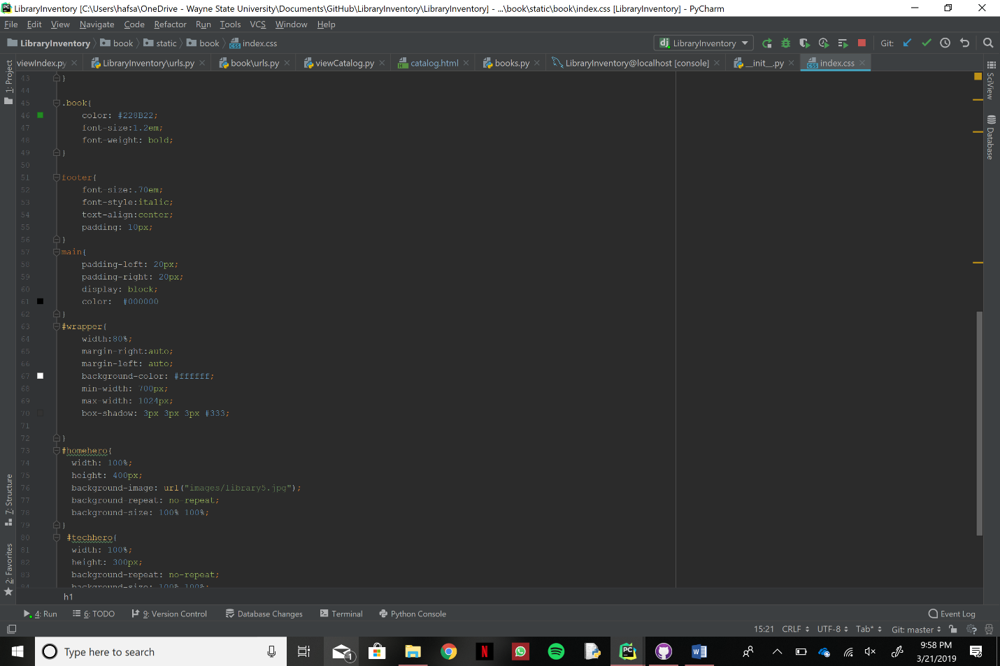 LibraryInventory [C:\Users\hafsa\OneDrive - Wayne State University\Documents\GitHub\LibraryInventory\LibraryInventory] - ...\book\static\book\index.css [LibraryInventory] - PyCharm
File Edit View Navigate Code Refactor Run Tools VCS Window Help
LibraryInventory book static book index.css LibraryInventory Git:
viewIndex.py LibraryInventory\urls.py book\urls.py viewCatalog.py catalog.html books.py LibraryInventory@localhost [console] __init__.py index.css
1: Project
7: Structure
2: Favorites
SciView
Database
43 }
44
45 .book{
46 color: #228B22;
47 font-size:1.2em;
48 font-weight: bold;
49 }
50
51 footer{
52 font-size:.70em;
53 font-style:italic;
54 text-align:center;
55 padding: 10px;
56 }
57 main{
58 padding-left: 20px;
59 padding-right: 20px;
60 display: block;
61 color:  #000000
62 }
63 #wrapper{
64 width:80%;
65 margin-right:auto;
66 margin-left: auto;
67 background-color: #ffffff;
68 min-width: 700px;
69 max-width: 1024px;
70 box-shadow: 3px 3px 3px #333;
71
72 }
73 #homehero{
74 width: 100%;
75 height: 400px;
76 background-image: url("images/library5.jpg");
77 background-repeat: no-repeat;
78 background-size: 100% 100%;
79 }
80 #techhero{
81 width: 100%;
82 height: 300px;
83 background-repeat: no-repeat;
84 background-size: 100% 100%;
h1
4: Run 6: TODO 9: Version Control Database Changes Terminal Python Console Event Log
15:21 CRLF UTF-8 Tab* Git: master
Type here to search
1
9:58 PM
3/21/2019